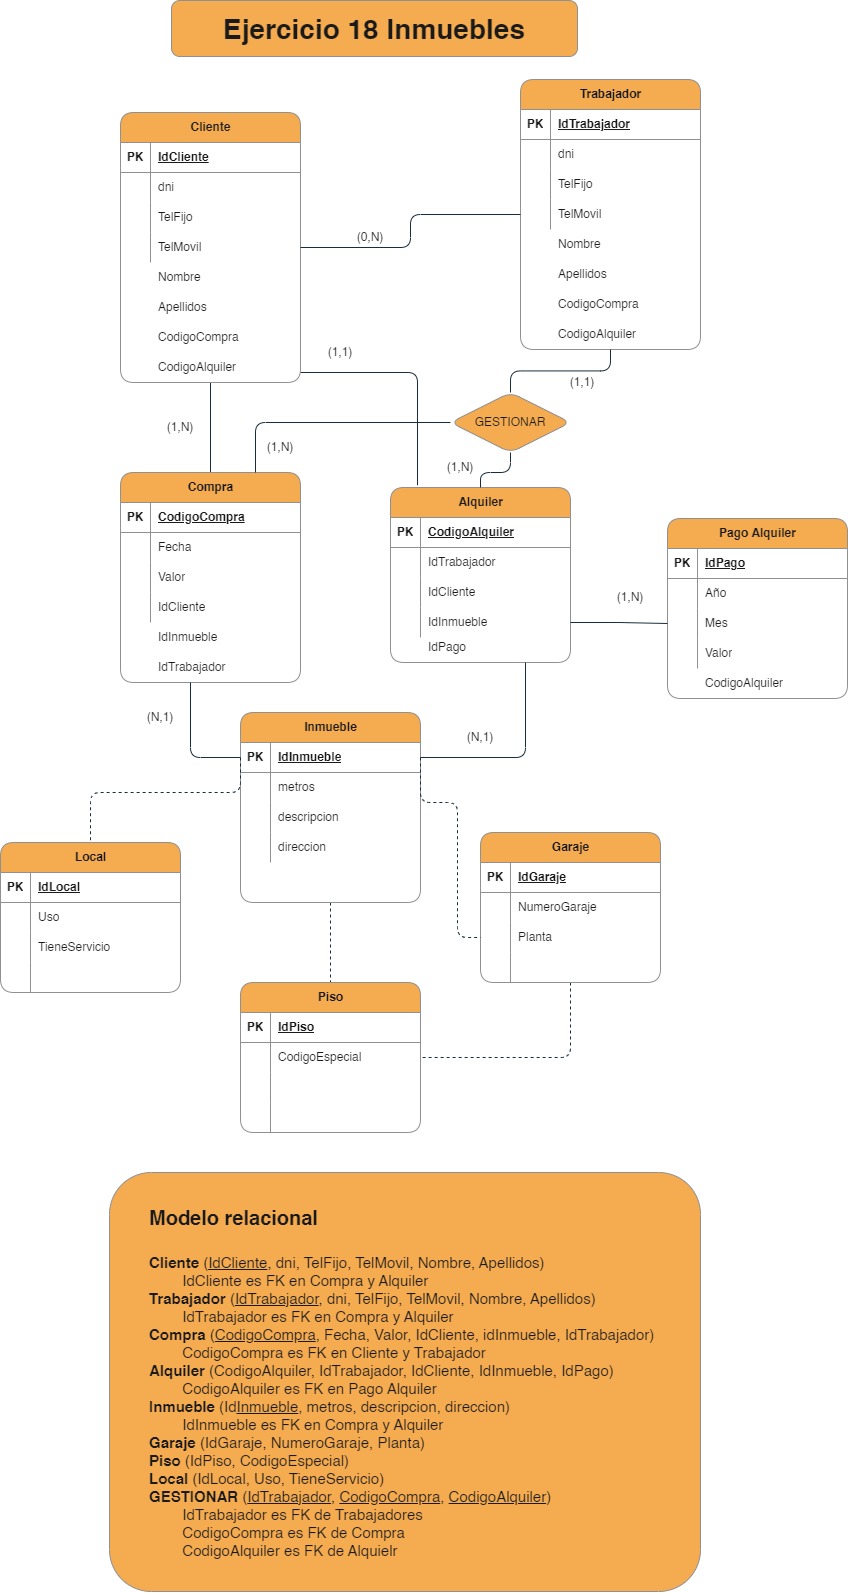 Ejercicio 18 Inmuebles
Trabajador
PK IdTrabajador
dni
TelFijo
TelMovil
Nombre
Apellidos
CodigoCompra
CodigoAlquiler
Cliente
PK IdCliente
dni
TelFijo
TelMovil
Nombre
Apellidos
CodigoCompra
CodigoAlquiler
(0,N)
(1,1)
(1,1)
GESTIONAR
(1,N)
(1,N)
(1,N)
Compra
PK CodigoCompra
Fecha
Valor
IdCliente
IdInmueble
IdTrabajador
Alquiler
PK CodigoAlquiler
IdTrabajador
IdCliente
IdInmueble
IdPago
(1,N)
Pago Alquiler
PK IdPago
Año
Mes
Valor
CodigoAlquiler
(N,1)
(N,1)
Inmueble
PK IdInmueble
metros
descripcion
direccion
Local
PK IdLocal
Uso
TieneServicio
Garaje
PK IdGaraje
NumeroGaraje
Planta
Piso
PK IdPiso
CodigoEspecial
Modelo relacional
Cliente (IdCliente, dni, TelFijo, TelMovil, Nombre, Apellidos)
IdCliente es FK en Compra y Alquiler
Trabajador (IdTrabajador, dni, TelFijo, TelMovil, Nombre, Apellidos)
IdTrabajador es FK en Compra y Alquiler
Compra (CodigoCompra, Fecha, Valor, IdCliente, idInmueble, IdTrabajador)
CodigoCompra es FK en Cliente y Trabajador
Alquiler (CodigoAlquiler, IdTrabajador, IdCliente, IdInmueble, IdPago)
CodigoAlquiler es FK en Pago Alquiler
Inmueble (IdInmueble, metros, descripcion, direccion)
IdInmueble es FK en Compra y Alquiler
Garaje (IdGaraje, NumeroGaraje, Planta)
Piso (IdPiso, CodigoEspecial)
Local (IdLocal, Uso, TieneServicio)
GESTIONAR (IdTrabajador, CodigoCompra, CodigoAlquiler)
IdTrabajador es FK de Trabajadores
CodigoCompra es FK de Compra
CodigoAlquiler es FK de Alquielr